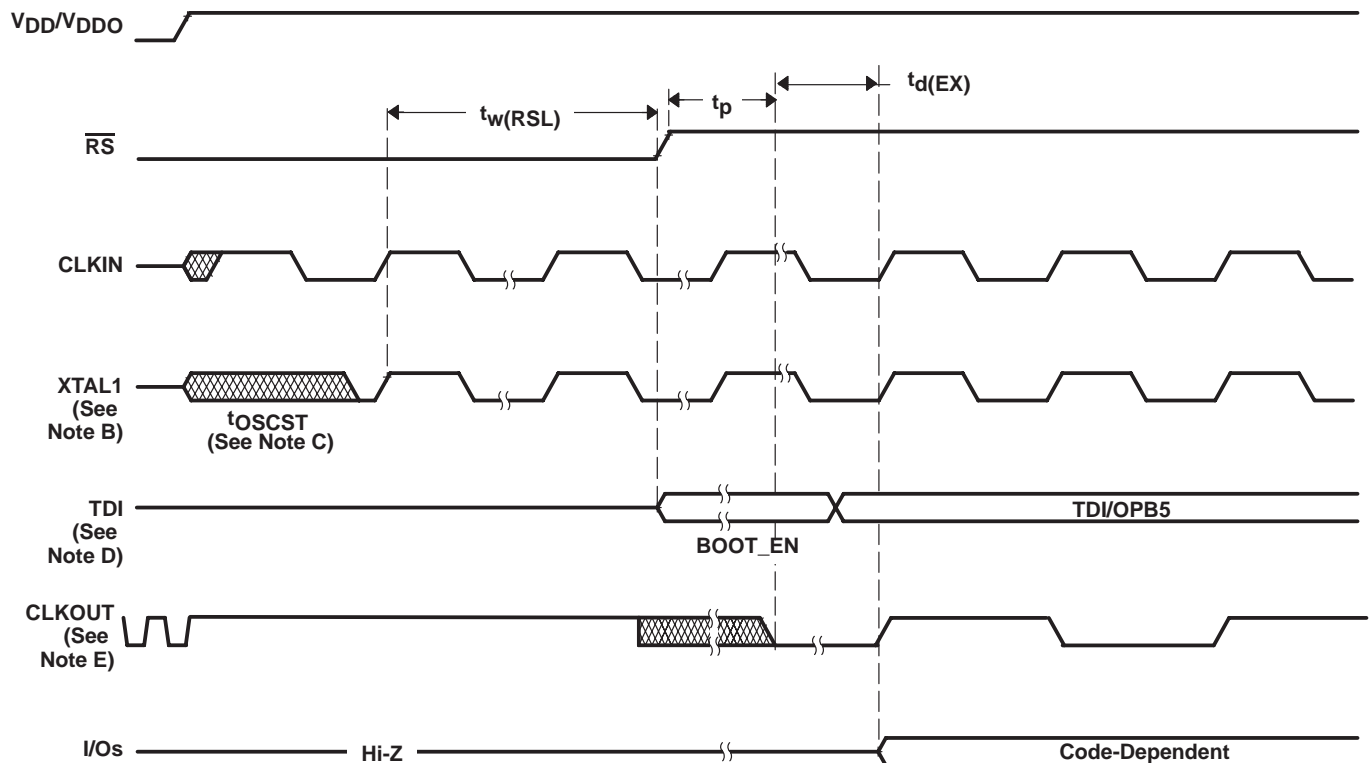 VDD/VDDO
td(EX)
tp
tw(RSL)
RS
CLKIN
XTAL1
(See
Note B)
tOSCST
(See Note C)
TDI
(See
Note D)
TDI/OPB5
BOOT_EN
CLKOUT
(See
Note E)
I/Os
Hi-Z
Code-Dependent